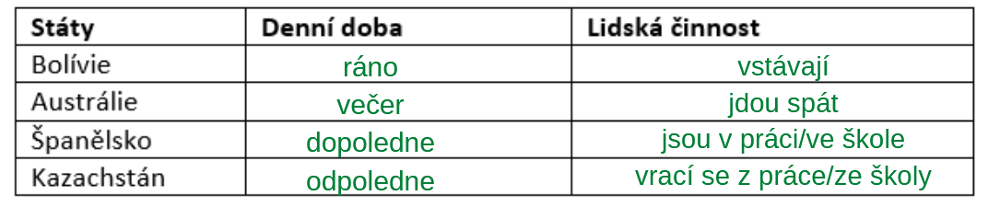 Státy Denní doba Lidská činnost
Bolívie ráno vstávají
Austrálie večer jdou spát
Španělsko dopoledne jsou v práci/ve škole
Kazachstán odpoledne vrací se z práce/ze školy